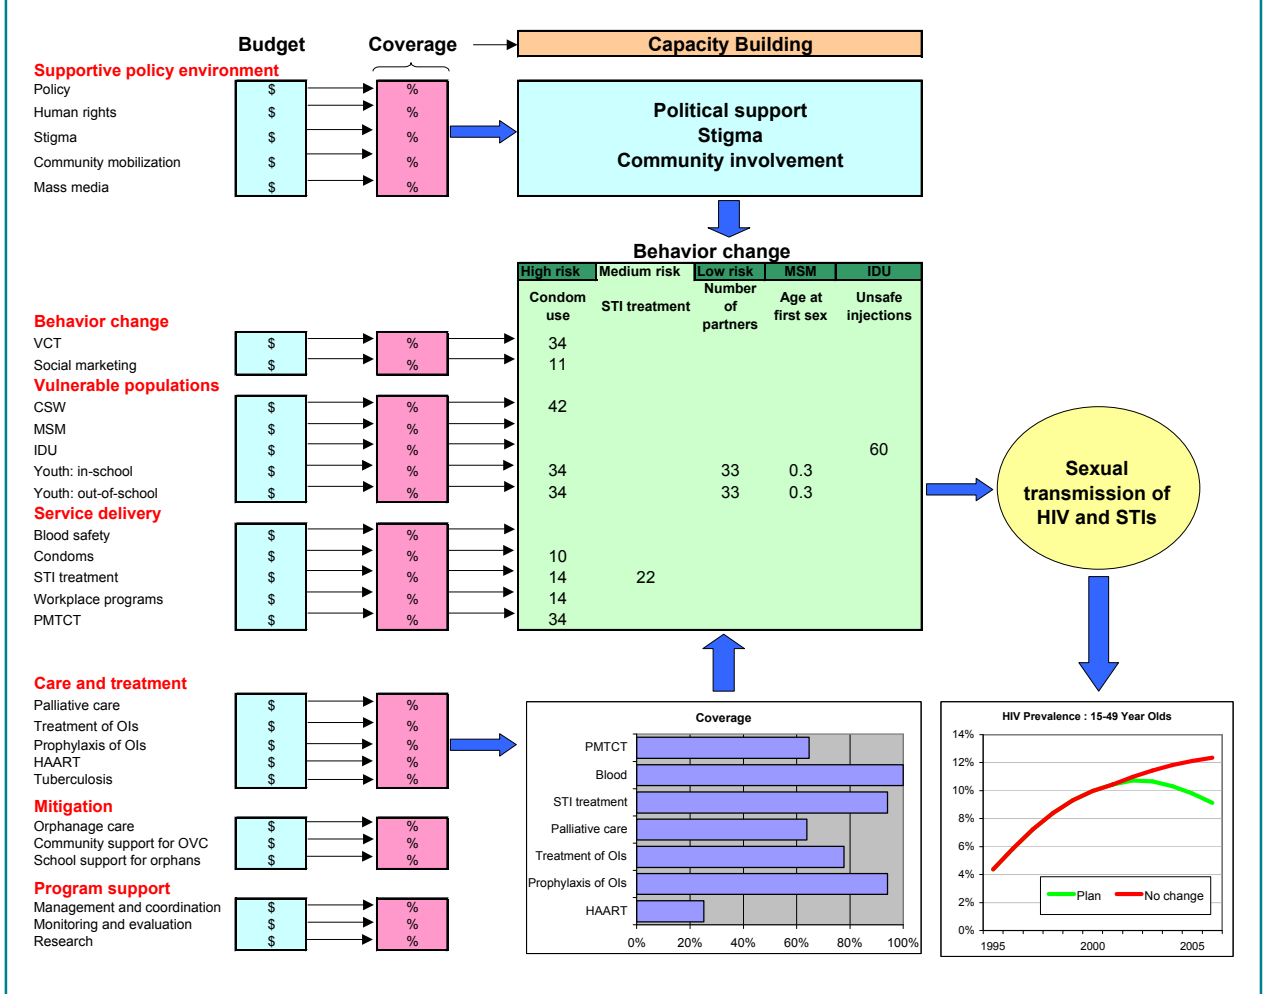 Budget Coverage Capacity Building
Supportive policy environment
Policy $ %
Human rights $ %
Stigma $ %
Community mobilization $ %
Mass media $ %
Political support
Stigma
Community involvement
Behavior change
High risk Medium risk Low risk MSM IDU
Condom use STI treatment Number of partners Age at first sex Unsafe injections
Behavior change
VCT $ % 34
Social marketing $ % 11
Vulnerable populations
CSW $ % 42
MSM $ %
IDU $ % 60
Youth: in-school $ % 34 33 0.3
Youth: out-of-school $ % 34 33 0.3
Service delivery
Blood safety $ %
Condoms $ % 10
STI treatment $ % 14 22
Workplace programs $ % 14
PMTCT $ % 34
Sexual
transmission of
HIV and STIs
Care and treatment
Palliative care $ %
Treatment of OIs $ %
Prophylaxis of OIs $ %
HAART $ %
Tuberculosis $ %
Mitigation
Orphanage care $ %
Community support for OVC $ %
School support for orphans $ %
Program support
Management and coordination $ %
Monitoring and evaluation $ %
Research $ %
Coverage
PMTCT
Blood
STI treatment
Palliative care
Treatment of OIs
Prophylaxis of OIs
HAART
0% 20% 40% 60% 80% 100%
HIV Prevalence : 15-49 Year Olds
14%
12%
10%
8%
6%
4%
2%
0%
Plan No change
1995 2000 2005